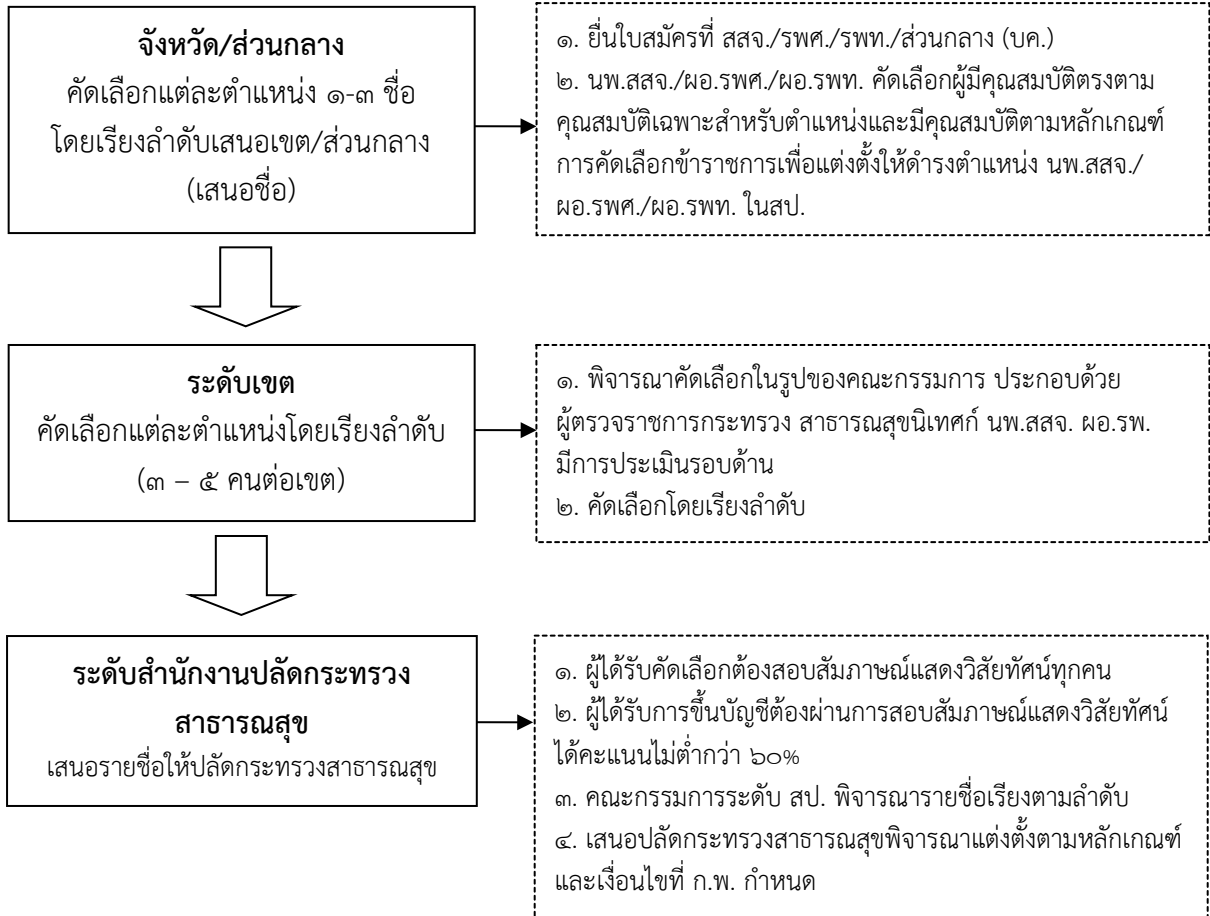 จังหวัด/ส่วนกลาง
คัดเลือกแต่ละตำแหน่ง ๑-๓ ชื่อ
โดยเรียงลำดับเสนอเขต/ส่วนกลาง
(เสนอชื่อ)
๑. ยื่นใบสมัครที่ สสจ./รพศ./รพท./ส่วนกลาง (บค.)
๒. นพ.สสจ./ผอ.รพศ./ผอ.รพท. คัดเลือกผู้มีคุณสมบัติตรงตาม
คุณสมบัติเฉพาะสำหรับตำแหน่งและมีคุณสมบัติตามหลักเกณฑ์
การคัดเลือกข้าราชการเพื่อแต่งตั้งให้ดำรงตำแหน่ง นพ.สสจ./
ผอ.รพศ./ผอ.รพท. ในสป.
ระดับเขต
คัดเลือกแต่ละตำแหน่งโดยเรียงลำดับ
(๓ – ๕ คนต่อเขต)
๑. พิจารณาคัดเลือกในรูปของคณะกรรมการ ประกอบด้วย
ผู้ตรวจราชการกระทรวง สาธารณสุขนิเทศก์ นพ.สสจ. ผอ.รพ.
มีการประเมินรอบด้าน
๒. คัดเลือกโดยเรียงลำดับ
ระดับสำนักงานปลัดกระทรวง
สาธารณสุข
เสนอรายชื่อให้ปลัดกระทรวงสาธารณสุข
๑. ผู้ได้รับคัดเลือกต้องสอบสัมภาษณ์แสดงวิสัยทัศน์ทุกคน
๒. ผู้ได้รับการขึ้นบัญชีต้องผ่านการสอบสัมภาษณ์แสดงวิสัยทัศน์
ได้คะแนนไม่ต่ำกว่า ๖๐%
๓. คณะกรรมการระดับ สป. พิจารณารายชื่อเรียงตามลำดับ
๔. เสนอปลัดกระทรวงสาธารณสุขพิจารณาแต่งตั้งตามหลักเกณฑ์
และเงื่อนไขที่ ก.พ. กำหนด